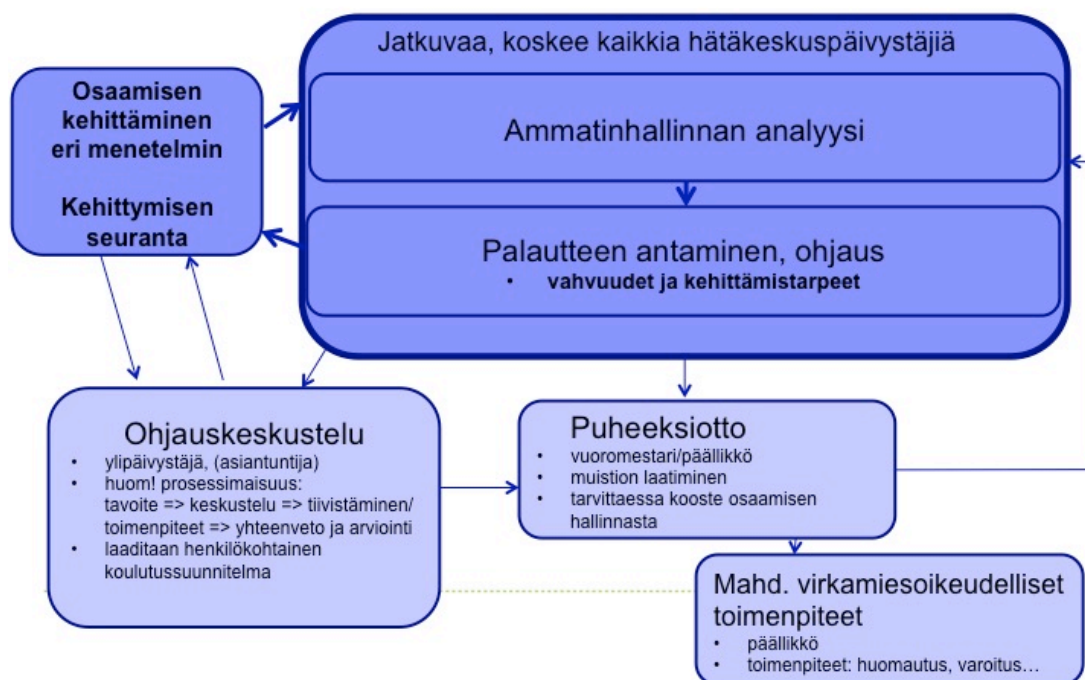 Jatkuvaa, koskee kaikkia hätäkeskuspäivystäjiä
Osaamisen
kehittäminen
eri menetelmin
Kehittymisen
seuranta
Ammatinhallinnan analyysi
Palautteen antaminen, ohjaus
• vahvuudet ja kehittämistarpeet
Ohjauskeskustelu
• ylipäivystäjä, (asiantuntija)
• huom! prosessimaisuus:
tavoite => keskustelu => tiivistäminen/
toimenpiteet => yhteenveto ja arviointi
• laaditaan henkilökohtainen
koulutussuunnitelma
Puheeksiotto
• vuoromestari/päällikkö
• muistion laatiminen
• tarvittaessa kooste osaamisen
hallinnasta
Mahd. virkamiesoikeudelliset
toimenpiteet
• päällikkö
• toimenpiteet: huomautus, varoitus…